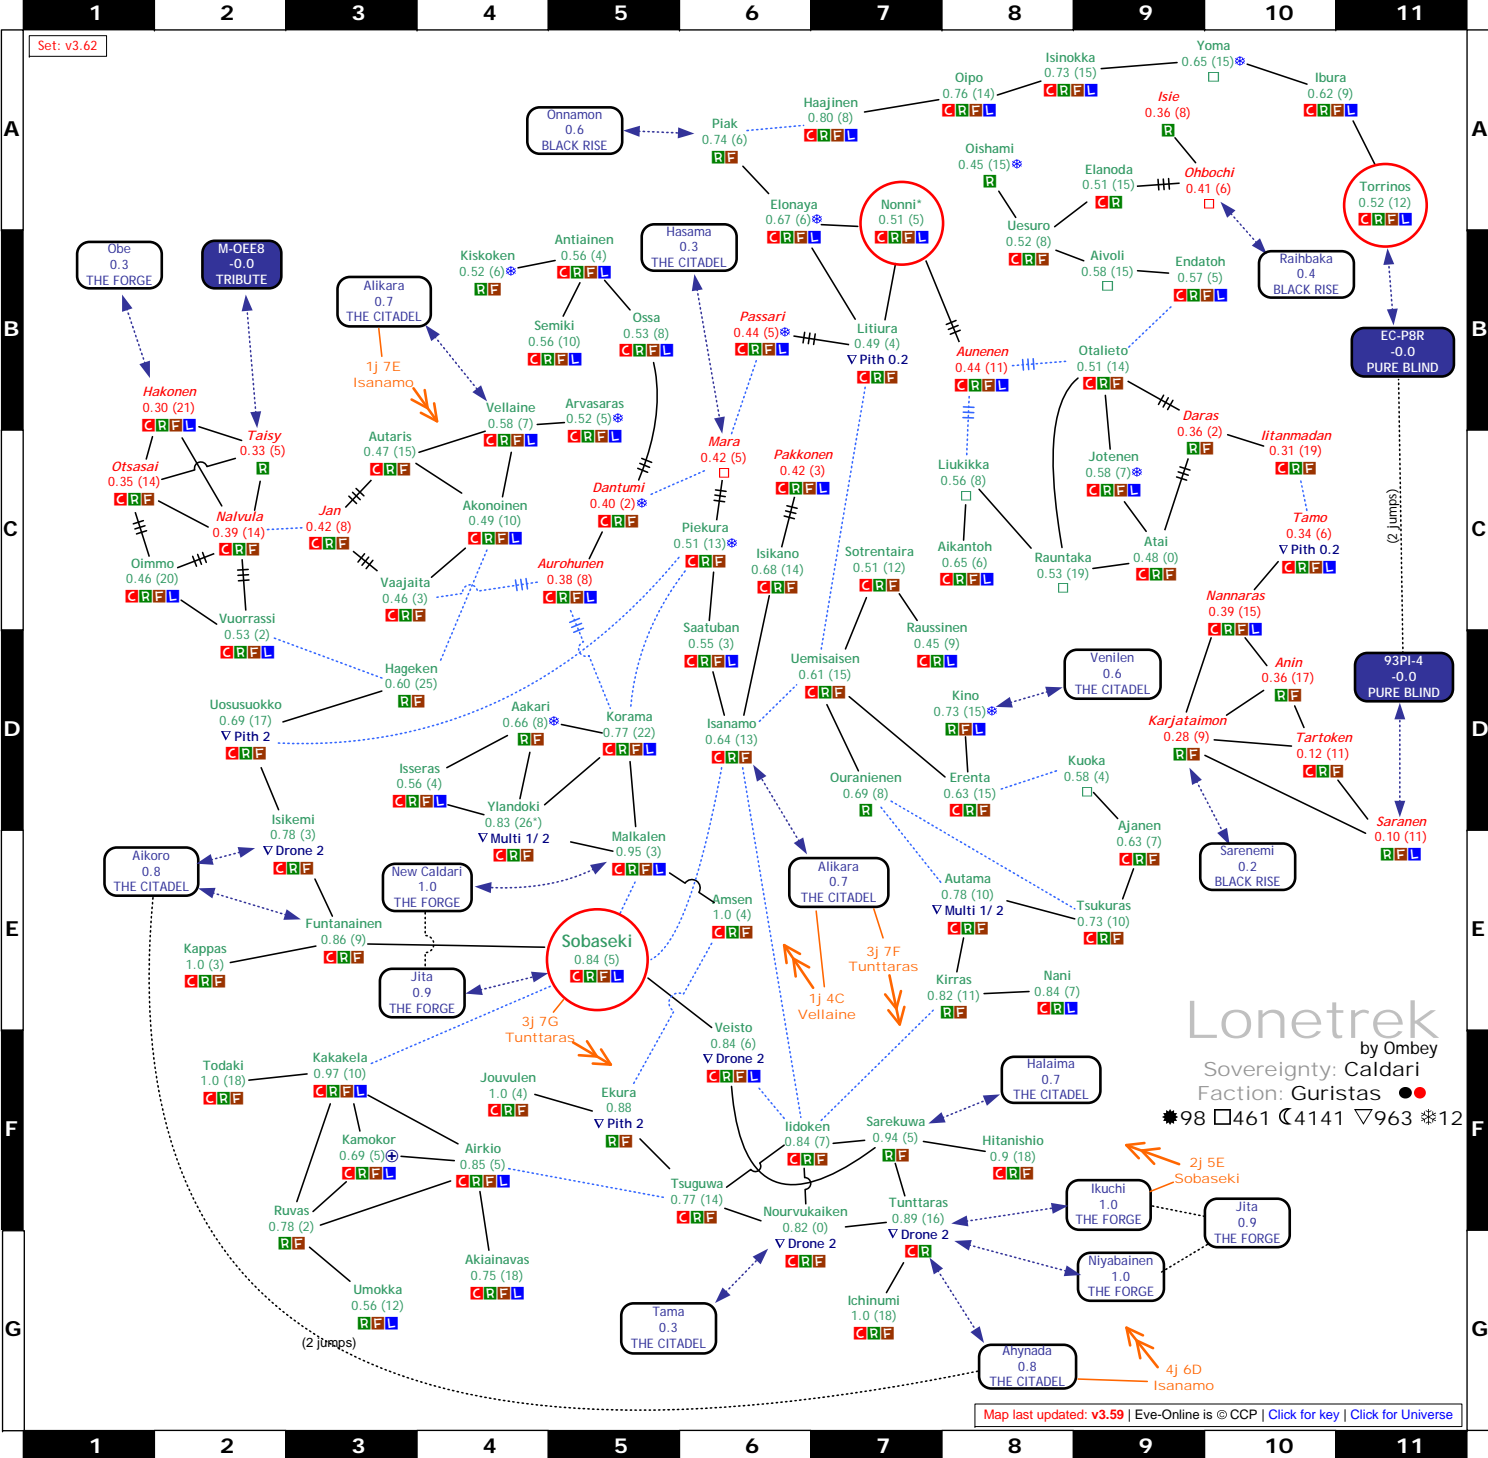 1 2 3 4 5 6 7 8 9 10 11
Set: v3.62
A
A
Yoma
0.65 (15)
Isinokka
0.73 (15)
C R F L
Oipo
0.76 (14)
C R F L
Ibura
0.62 (9)
C R F L
Haajinen
0.80 (8)
C R F L
Isie
0.36 (8)
R
Onnamon
0.6
BLACK RISE
Piak
0.74 (6)
R F
Oishami
0.45 (15)
R
Elanoda
0.51 (15)
C R
Ohbochi
0.41 (6)
Torrinos
0.52 (12)
C R F L
Elonaya
0.67 (6)
C R F L
Nonni*
0.51 (5)
C R F L
Uesuro
0.52 (8)
C R F
B
B
Obe
0.3
THE FORGE
M-OEE8
-0.0
TRIBUTE
Kiskoken
0.52 (6)
R F
Antiainen
0.56 (4)
C R F L
Hasama
0.3
THE CITADEL
Aivoli
0.58 (15)
Endatoh
0.57 (5)
C R F L
Raihbaka
0.4
BLACK RISE
Alikara
0.7
THE CITADEL
1j 7E
Isanamo
Semiki
0.56 (10)
C R F L
Ossa
0.53 (8)
C R F L
Passari
0.44 (5)
C R F L
Litiura
0.49 (4)
Pith 0.2
C R F
Aunenen
0.44 (11)
C R F L
Otalieto
0.51 (14)
C R F
EC-P8R
-0.0
PURE BLIND
Hakonen
0.30 (21)
C R F L
Vellaine
0.58 (7)
C R F L
Arvasaras
0.52 (5)
C R F L
Daras
0.36 (2)
R F
C
C
Taisy
0.33 (5)
R
Otsasai
0.35 (14)
C R F
Autaris
0.47 (15)
C R F
Mara
0.42 (5)
Pakkonen
0.42 (3)
C R F L
Liukikka
0.56 (8)
Jotenen
0.58 (7)
C R F L
Iitanmadan
0.31 (19)
C R F
Nalvula
0.39 (14)
C R F
Jan
0.42 (8)
C R F
Akonoinen
0.49 (10)
C R F L
Dantumi
0.40 (2)
C R F
Piekura
0.51 (13)
C R F
Tamo
0.34 (6)
Pith 0.2
C R F L
(2 jumps)
Oimmo
0.46 (20)
C R F L
Vaajaita
0.46 (3)
C R F
Aurohunen
0.38 (8)
C R F L
Isikano
0.68 (14)
C R F
Sotrentaira
0.51 (12)
C R F
Aikantoh
0.65 (6)
C R F L
Rauntaka
0.53 (19)
Atai
0.48 (0)
C R F
Nannaras
0.39 (15)
C R F L
Vuorrassi
0.53 (2)
C R F L
Saatuban
0.55 (3)
C R F L
Raussinen
0.45 (9)
C R L
D
D
Hageken
0.60 (25)
R F
Uemisaisen
0.61 (15)
C R F
Venilen
0.6
THE CITADEL
Anin
0.36 (17)
R F
93PI-4
-0.0
PURE BLIND
Uosusuokko
0.69 (17)
Pith 2
C R F
Aakari
0.66 (8)
R F
Korama
0.77 (22)
C R F L
Isanamo
0.64 (13)
C R F
Kino
0.73 (15)
R F L
Karjataimon
0.28 (9)
R F
Tartoken
0.12 (11)
C R F
Isseras
0.56 (4)
C R F L
Ouranienen
0.69 (8)
R
Erenta
0.63 (15)
C R F
Kuoka
0.58 (4)
Ylandoki
0.83 (26*)
Multi 1/ 2
C R F
Isikemi
0.78 (3)
Drone 2
C R F
Malkalen
0.95 (3)
C R F L
Ajanen
0.63 (7)
C R F
Saranen
0.10 (11)
R F L
E
E
Aikoro
0.8
THE CITADEL
New Caldari
1.0
THE FORGE
Alikara
0.7
THE CITADEL
Sarenemi
0.2
BLACK RISE
Autama
0.78 (10)
Multi 1/ 2
C R F
Amsen
1.0 (4)
C R F
Tsukuras
0.73 (10)
C R F
Funtanainen
0.86 (9)
C R F
Kappas
1.0 (3)
C R F
Sobaseki
0.84 (5)
C R F L
Jita
0.9
THE FORGE
3j 7F
Tunttaras
1j 4C
Vellaine
Kirras
0.82 (11)
R F
Nani
0.84 (7)
C R L
3j 7G
Tunttaras
Lonetrek
by Ombey
Sovereignty: Caldari
Faction: Guristas
98 461 4141 963 12
F
F
Veisto
0.84 (6)
Drone 2
C R F L
Todaki
1.0 (18)
C R F
Kakakela
0.97 (10)
C R F L
Jouvulen
1.0 (4)
C R F
Ekura
0.88
Pith 2
R F
Halaima
0.7
THE CITADEL
Kamokor
0.69 (5)
C R F L
Airkio
0.85 (5)
C R F L
Iidoken
0.84 (7)
C R F
Sarekuwa
0.94 (5)
R F
Hitanishio
0.9 (18)
C R F
2j 5E
Sobaseki
Tsuguwa
0.77 (14)
C R F
Ruvas
0.78 (2)
R F
Nourvukaiken
0.82 (0)
Drone 2
C R F
Tunttaras
0.89 (16)
Drone 2
C R
Ikuchi
1.0
THE FORGE
Jita
0.9
THE FORGE
G
G
Akiainavas
0.75 (18)
C R F L
Niyabainen
1.0
THE FORGE
Umokka
0.56 (12)
R F L
(2 jumps)
Tama
0.3
THE CITADEL
Ichinumi
1.0 (18)
C R F
Ahynada
0.8
THE CITADEL
4j 6D
Isanamo
Map last updated: v3.59 | Eve-Online is © CCP | Click for key | Click for Universe
1 2 3 4 5 6 7 8 9 10 11